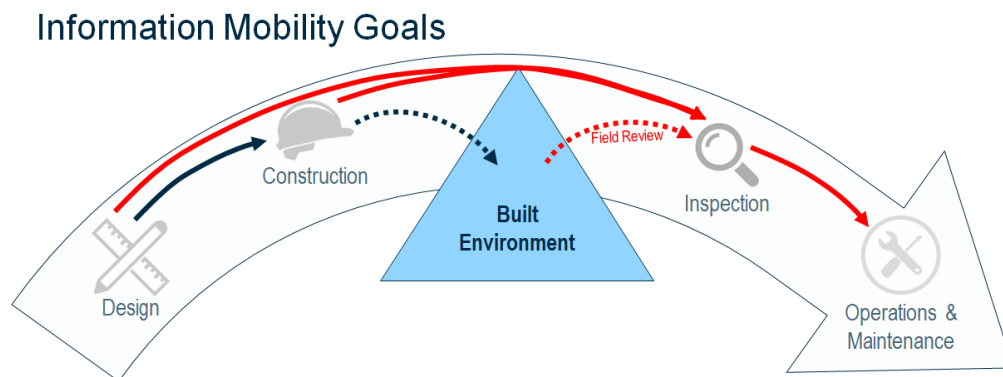 Information Mobility Goals
Field Review
Construction
Inspection
Built
Environment
Design
Operations &
Maintenance